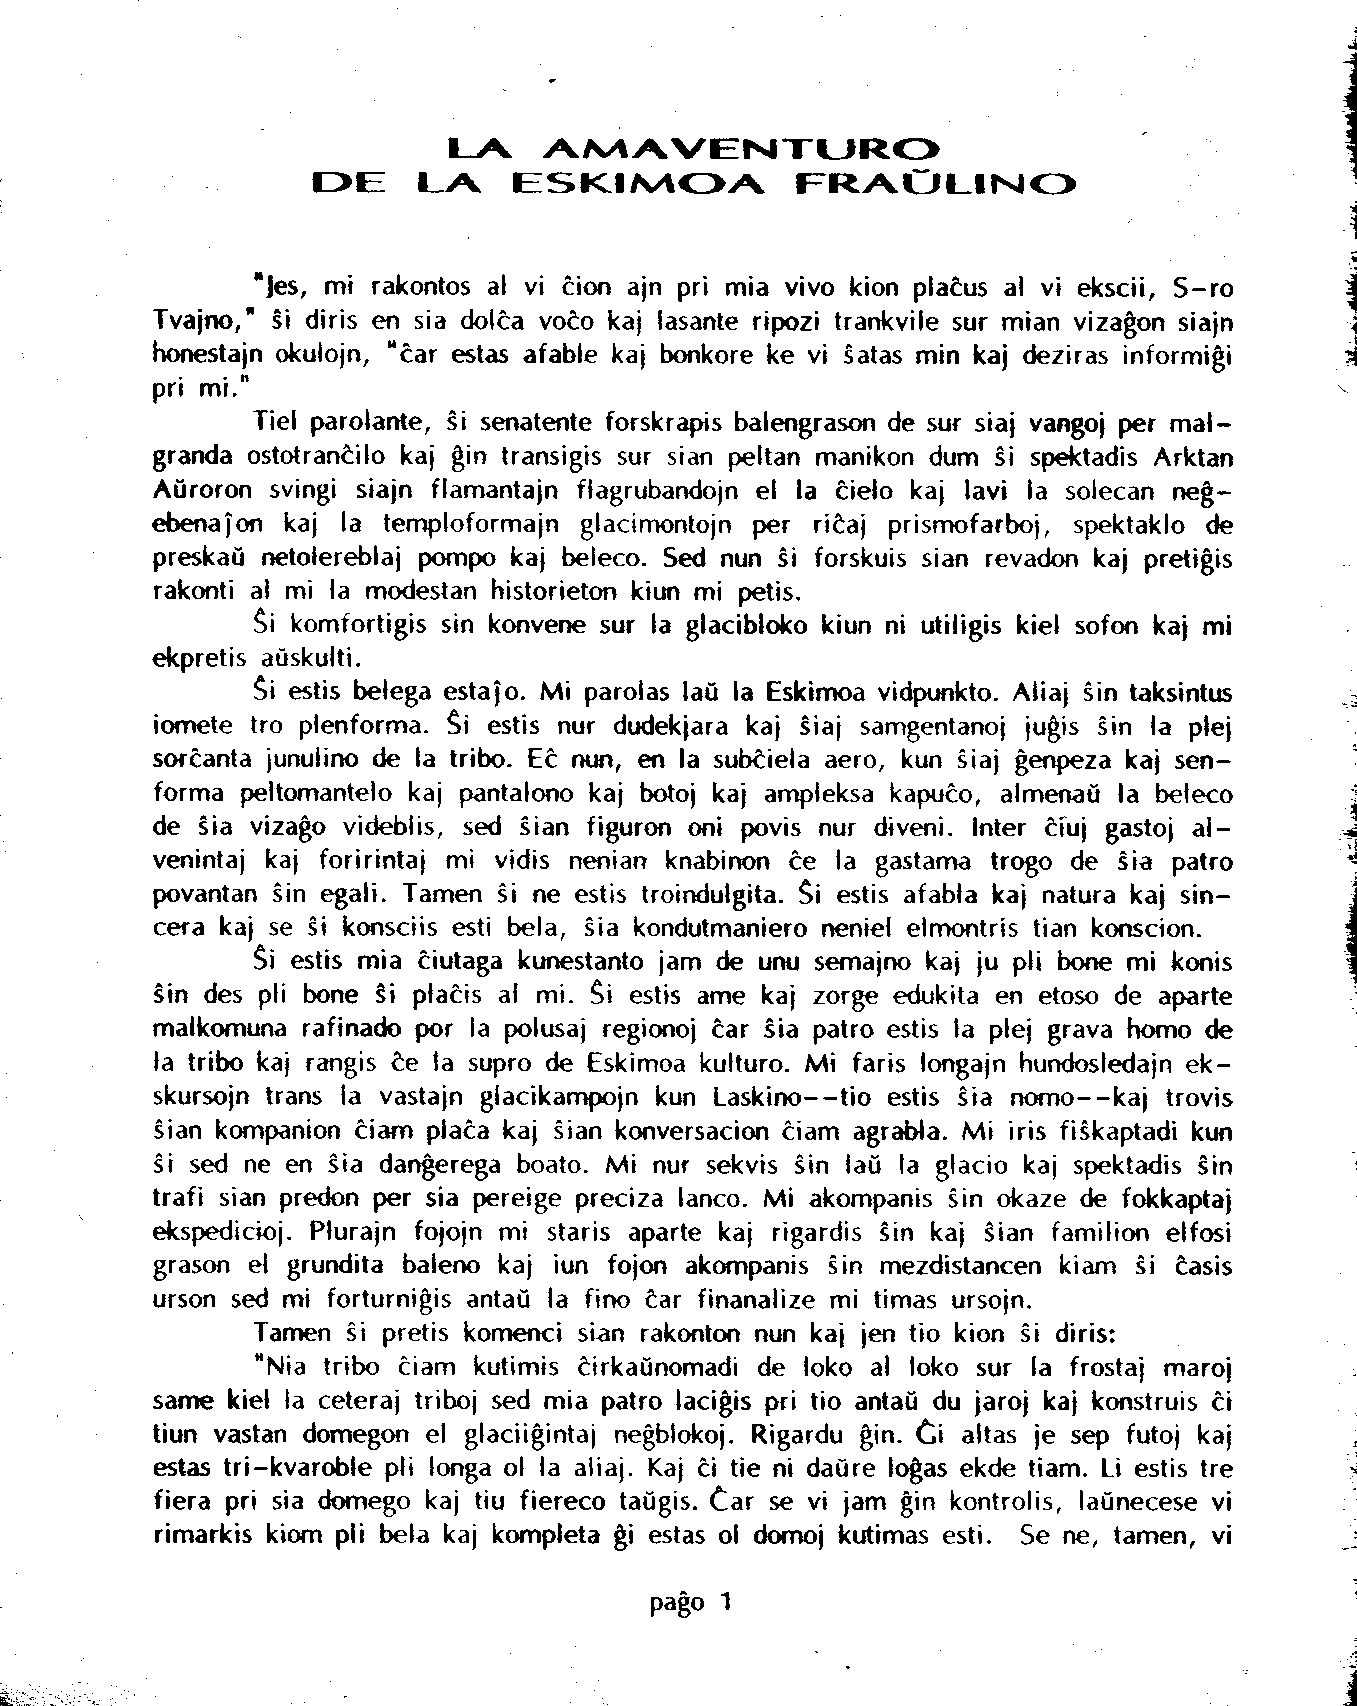 LA AMAVENTURO
DE LA ESKIMOA FRAŬLINO
"Jes, mi rakontos al vi ĉion ajn pri mia vivo kion plaĉus al vi ekscii, S-ro
Tvajno," ŝi diris en sia dolĉa voĉo kaj lasante ripozi trankvile sur mian vizaĝon siajn
honestajn okulojn, "ĉar estas afable kaj bonkore ke vi ŝatas min kaj deziras informiĝi
pri mi."
Tiel parolante, ŝi senatente forskrapis balengrason de sur siaj vangoj per mal-
granda ostotranĉilo kaj ĝin transigis sur sian peltan manikon dum ŝi spektadis Arktan
Aŭroron svingi siajn flamantajn flagrubandojn el la ĉielo kaj lavi la solecan neĝ-
ebenaĵon kaj la temploformajn glacimontojn per riĉaj prismofarboj, spektaklo de
preskaŭ netolereblaj pompo kaj beleco. Sed nun ŝi forskuis sian revadon kaj pretiĝis
rakonti al mi la modestan historieton kiun mi petis.
Ŝi komfortigis sin konvene sur la glacibloko kiun ni utiligis kiel sofon kaj mi
ekpretis aŭskulti.
Ŝi estis belega estaĵo. Mi parolas laŭ la Eskimoa vidpunkto. Aliaj ŝin taksintus
iomete tro plenforma. Ŝi estis nur dudekjara kaj ŝiaj samgentanoj juĝis ŝin la plej
sorĉanta junulino de la tribo. Eĉ nun, en la subĉiela aero, kun ŝiaj ĝenpeza kaj sen-
forma peltomantelo kaj pantalono kaj botoj kaj ampleksa kapuĉo, almenaŭ la beleco
de ŝia vizaĝo videblis, sed ŝian figuron oni povis nur diveni. Inter ĉiuj gastoj al-
venintaj kaj foririntaj mi vidis nenian knabinon ĉe la gastama trogo de ŝia patro
povantan ŝin egali. Tamen ŝi ne estis troindulgita. Ŝi estis afabla kaj natura kaj sin-
cera kaj se ŝi konsciis esti bela, ŝia kondutmaniero neniel elmontris tian konscion.
Ŝi estis mia ĉiutaga kunestanto jam de unu semajno kaj ju pli bone mi konis
ŝin des pli bone ŝi plaĉis al mi. Ŝi estis ame kaj zorge edukita en etoso de aparte
malkomuna rafinado por la polusaj regionoj ĉar ŝia patro estis la plej grava homo de
la tribo kaj rangis ĉe la supro de Eskimoa kulturo. Mi faris longajn hundosledajn ek-
skursojn trans la vastajn glacikampojn kun Laskino--tio estis ŝia nomo--kaj trovis
ŝian kompanion ĉiam plaĉa kaj ŝian konversacion ĉiam agrabla. Mi iris fiŝkaptadi kun
ŝi sed ne en ŝia danĝerega boato. Mi nur sekvis ŝin laŭ la glacio kaj spektadis ŝin
trafi sian predon per sia pereige preciza lanco. Mi akompanis ŝin okaze de fokkaptaj
ekspedicioj. Plurajn fojojn mi staris aparte kaj rigardis ŝin kaj ŝian familion elfosi
grason el grundita baleno kaj iun fojon akompanis ŝin mezdistancen kiam ŝi ĉasis
urson sed mi forturniĝis antaŭ la fino ĉar finanalize mi timas ursojn.
Tamen ŝi pretis komenci sian rakonton nun kaj jen tio kion ŝi diris:
"Nia tribo ĉiam kutimis ĉirkaŭnomadi de loko al loko sur la frostaj maroj
same kiel la ceteraj triboj sed mia patro laciĝis pri tio antaŭ du jaroj kaj konstruis ĉi
tiun vastan domegon el glaciiĝintaj neĝblokoj. Rigardu ĝin. Ĝi altas je sep futoj kaj
estas tri-kvaroble pli longa ol la aliaj. Kaj ĉi tie ni daŭre loĝas ekde tiam. Li estis tre
fiera pri sia domego kaj tiu fiereco taŭgis. Ĉar se vi jam ĝin kontrolis, laŭnecese vi
rimarkis kiom pli bela kaj kompleta ĝi estas ol domoj kutimas esti. Se ne, tamen, vi
paĝo 1